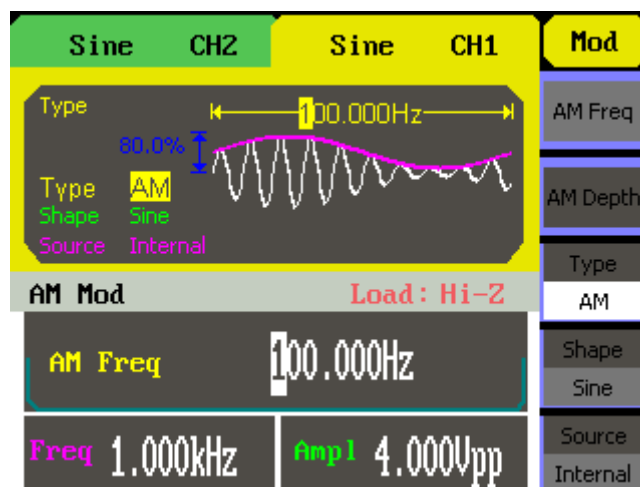 Sine CH2 Sine CH1 Mod
Type 100.000Hz
80.0%
Type AM
Shape Sine
Source Internal
AM Mod Load: Hi-Z
AM Freq 100.000Hz
Freq 1.000kHz Ampl 4.000Vpp
AM Freq
AM Depth
Type
AM
Shape
Sine
Source
Internal